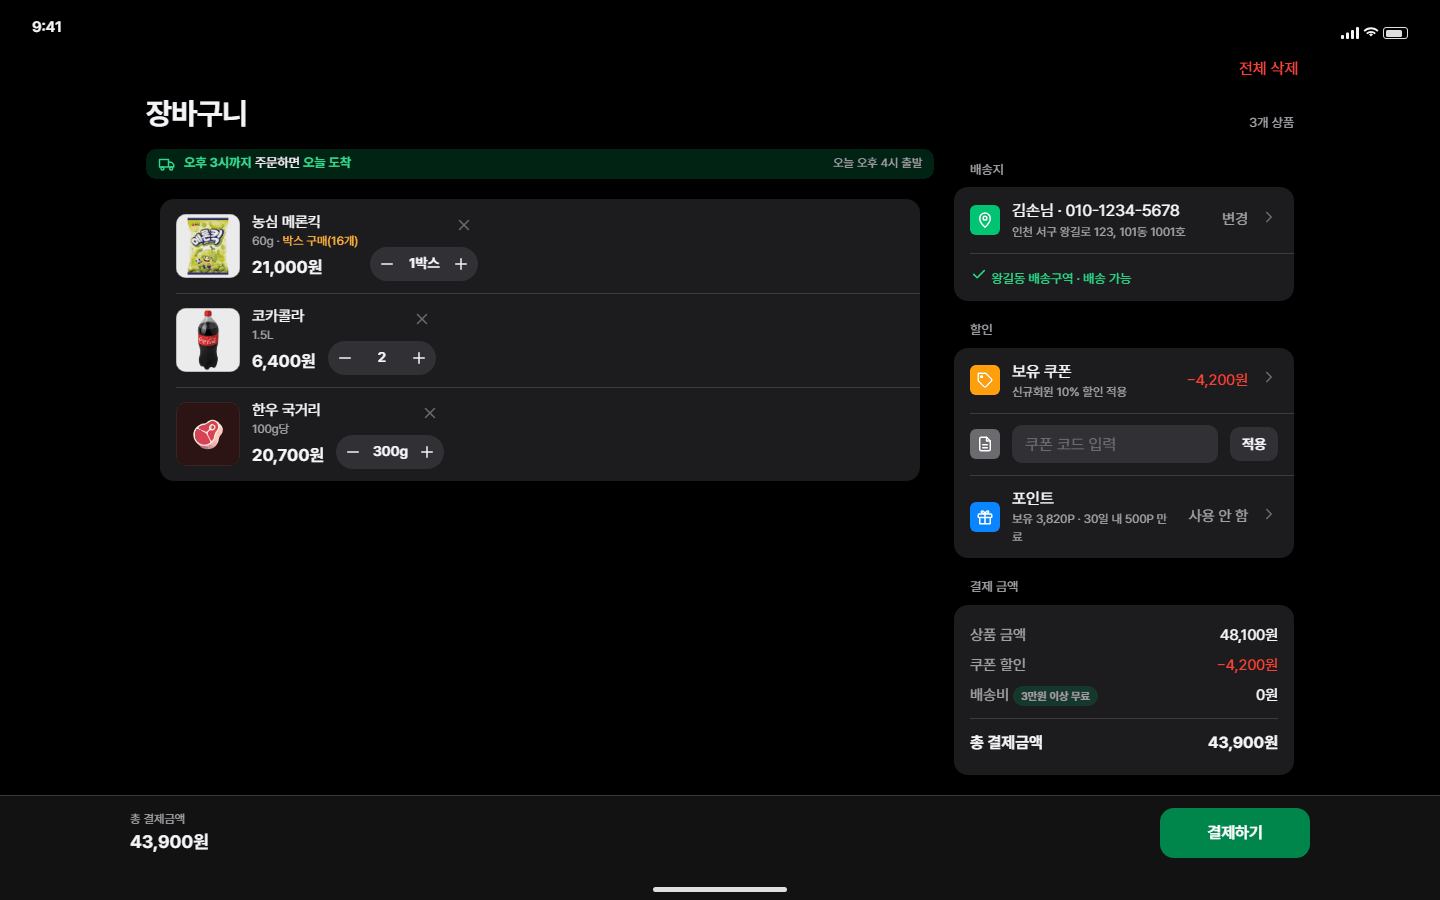 9:41
전체 삭제
장바구니
3개 상품
오후 3시까지 주문하면 오늘 도착
오늘 오후 4시 출발
농심 메론킥
60g · 박스 구매(16개)
21,000원
1박스
코카콜라
1.5L
6,400원
2
한우 국거리
100g당
20,700원
300g
배송지
김손님 · 010-1234-5678
인천 서구 왕길로 123, 101동 1001호
변경
왕길동 배송구역 · 배송 가능
할인
보유 쿠폰
신규회원 10% 할인 적용
−4,200원
쿠폰 코드 입력
적용
포인트
보유 3,820P · 30일 내 500P 만
료
사용 안 함
결제 금액
상품 금액
48,100원
쿠폰 할인
−4,200원
배송비 3만원 이상 무료
0원
총 결제금액
43,900원
총 결제금액
43,900원
결제하기